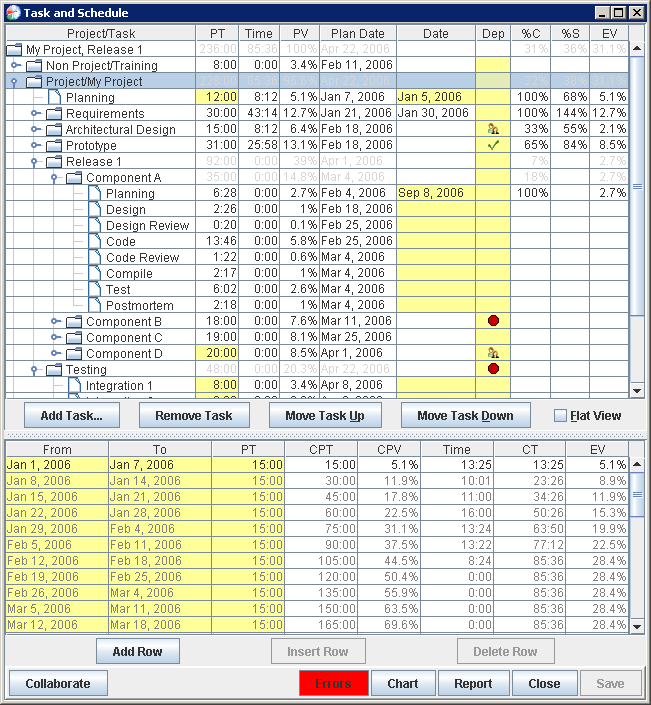 Task and Schedule
Project/Task PT Time PV Plan Date Date Dep %C %S EV
My Project, Release 1 236:00 85:36 100% Apr 22, 2006 31% 36% 31.1%
Non Project/Training 8:00 0:00 3.4% Feb 11, 2006
Project/My Project
Planning 12:00 8:12 5.1% Jan 7, 2006 Jan 5, 2006 100% 68% 5.1%
Requirements 30:00 43:14 12.7% Jan 21, 2006 Jan 30, 2006 100% 144% 12.7%
Architectural Design 15:00 8:12 6.4% Feb 18, 2006 33% 55% 2.1%
Prototype 31:00 25:58 13.1% Feb 18, 2006 65% 84% 8.5%
Release 1 92:00 0:00 39% Apr 1, 2006 7% 2.7%
Component A 35:00 0:00 14.8% Mar 4, 2006 18% 2.7%
Planning 6:28 0:00 2.7% Feb 4, 2006 Sep 8, 2006 100% 2.7%
Design 2:26 0:00 1% Feb 18, 2006
Design Review 0:20 0:00 0.1% Feb 25, 2006
Code 13:46 0:00 5.8% Feb 25, 2006
Code Review 1:22 0:00 0.6% Mar 4, 2006
Compile 2:17 0:00 1% Mar 4, 2006
Test 6:02 0:00 2.6% Mar 4, 2006
Postmortem 2:18 0:00 1% Mar 4, 2006
Component B 18:00 0:00 7.6% Mar 11, 2006
Component C 19:00 0:00 8.1% Mar 25, 2006
Component D 20:00 0:00 8.5% Apr 1, 2006
Testing 48:00 0:00 20.3% Apr 22, 2006
Integration 1 8:00 0:00 3.4% Apr 8, 2006
Add Task... Remove Task Move Task Up Move Task Down Flat View
From To PT CPT CPV Time CT EV
Jan 1, 2006 Jan 7, 2006 15:00 15:00 5.1% 13:25 13:25 5.1%
Jan 8, 2006 Jan 14, 2006 15:00 30:00 11.9% 10:01 23:26 8.9%
Jan 15, 2006 Jan 21, 2006 15:00 45:00 17.8% 11:00 34:26 11.9%
Jan 22, 2006 Jan 28, 2006 15:00 60:00 22.5% 16:00 50:26 15.3%
Jan 29, 2006 Feb 4, 2006 15:00 75:00 31.1% 13:24 63:50 19.9%
Feb 5, 2006 Feb 11, 2006 15:00 90:00 37.5% 13:22 77:12 22.5%
Feb 12, 2006 Feb 18, 2006 15:00 105:00 44.5% 8:24 85:36 28.4%
Feb 19, 2006 Feb 25, 2006 15:00 120:00 50.4% 0:00 85:36 28.4%
Feb 26, 2006 Mar 4, 2006 15:00 135:00 55.9% 0:00 85:36 28.4%
Mar 5, 2006 Mar 11, 2006 15:00 150:00 63.5% 0:00 85:36 28.4%
Mar 12, 2006 Mar 18, 2006 15:00 165:00 69.6% 0:00 85:36 28.4%
Add Row Insert Row Delete Row
Collaborate Errors Chart Report Close Save